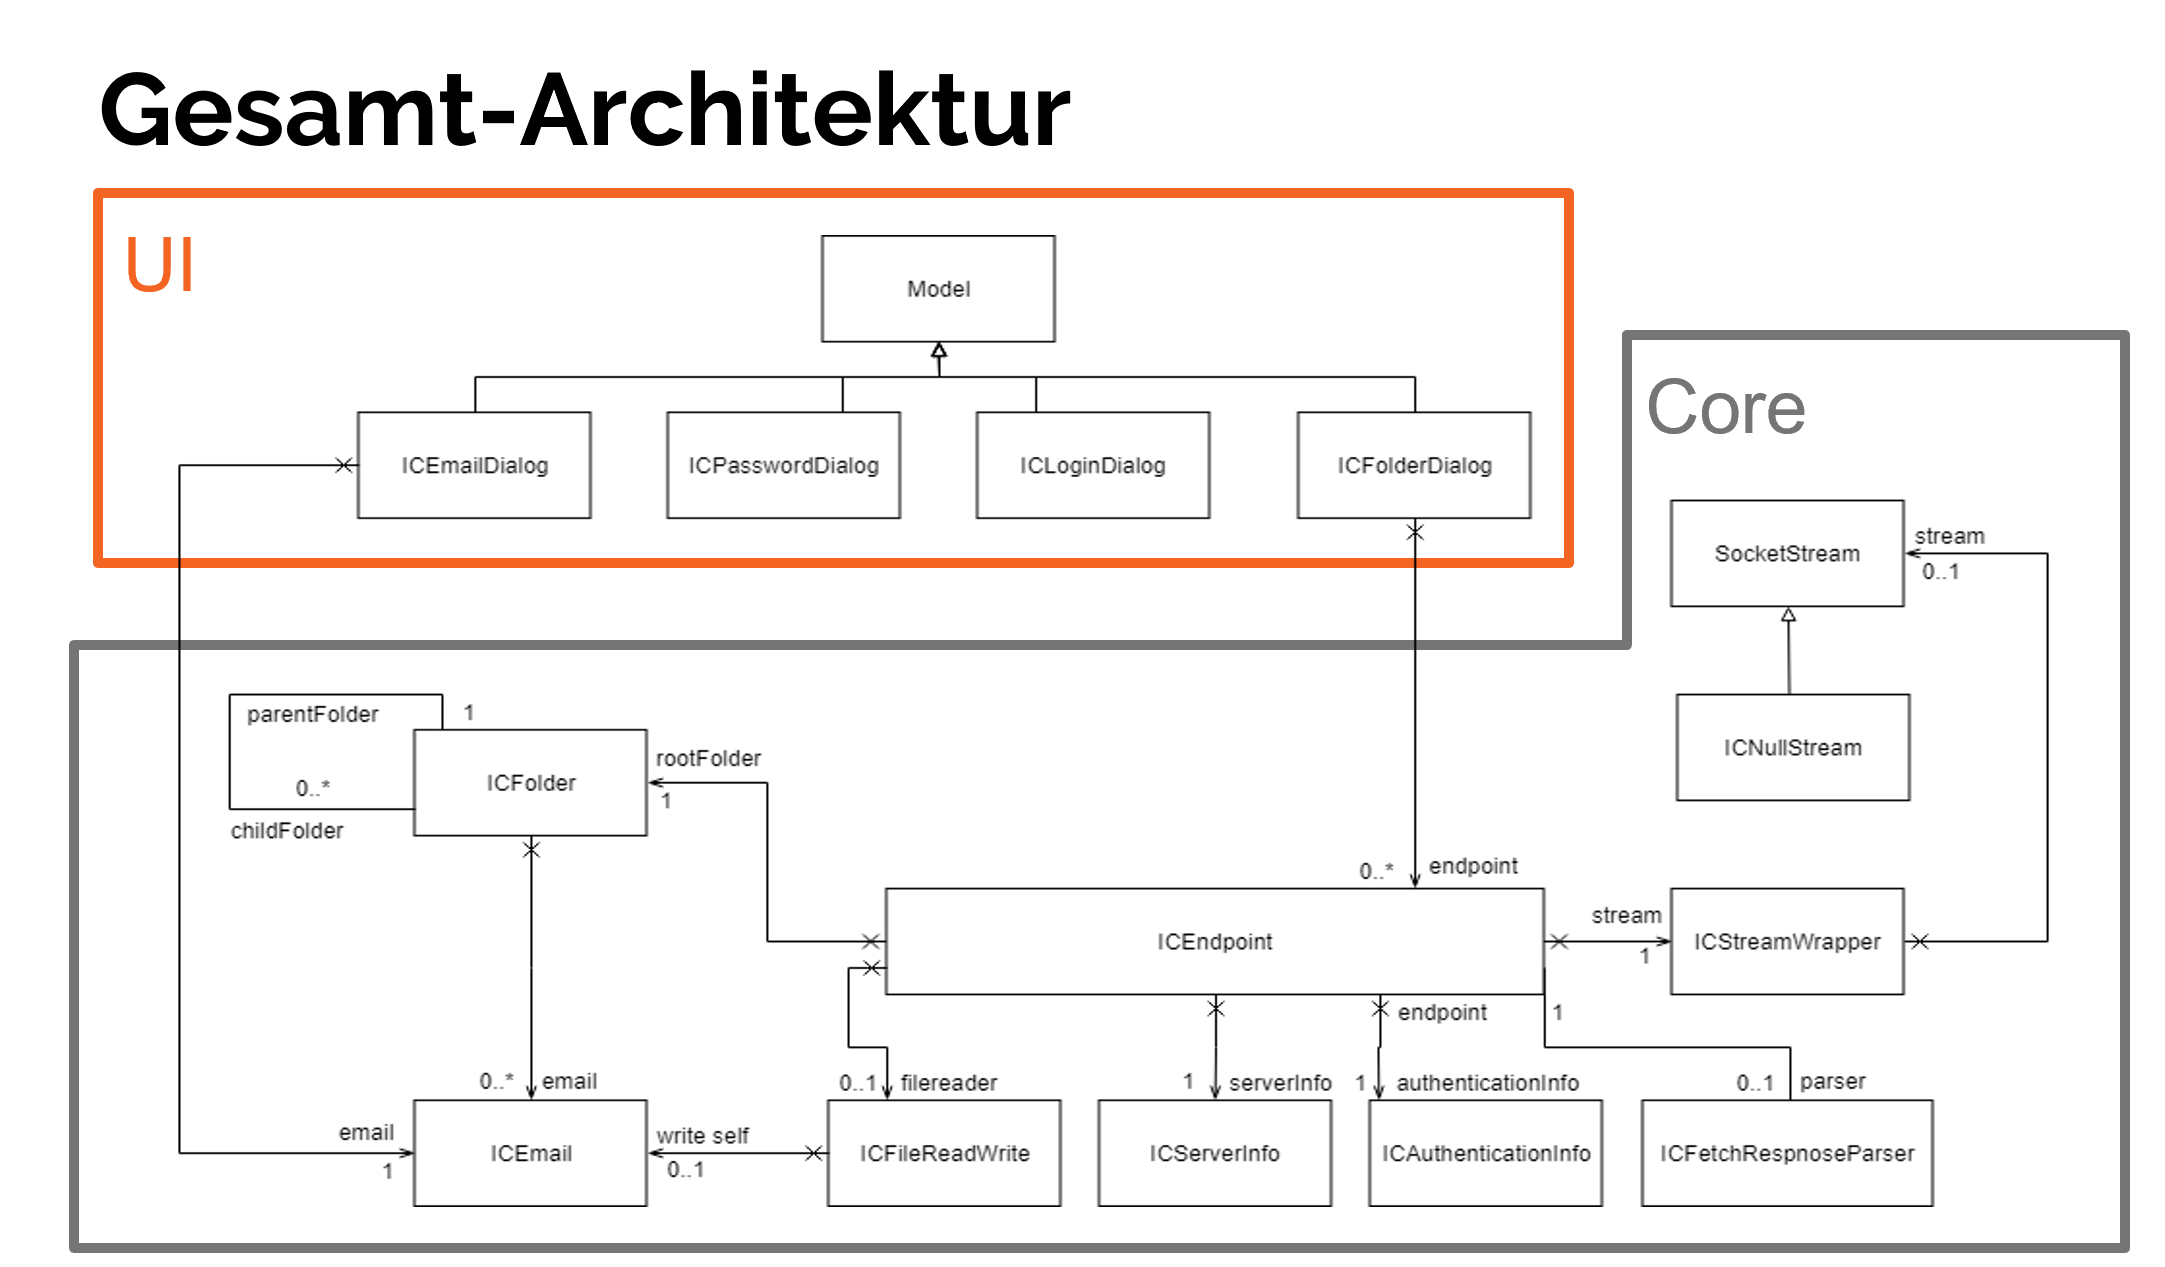 Gesamt-Architektur
UI
Model
ICEmailDialog
ICPasswordDialog
ICLoginDialog
ICFolderDialog
Core
SocketStream
stream
0..1
ICNullStream
parentFolder
1
ICFolder
0..*
childFolder
rootFolder
1
0..*
endpoint
ICEndpoint
stream
1
ICStreamWrapper
endpoint
1
0..*
email
0..1
filereader
1
serverInfo
1
authenticationInfo
0..1
parser
email
1
ICEmail
write self
0..1
ICFileReadWrite
ICServerInfo
ICAuthenticationInfo
ICFetchRespnoseParser